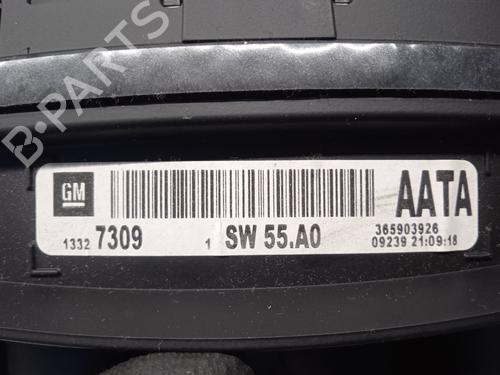 B-PARTS
GM
AATA
1332 7309 1 SW 55.A0
365903926
09239 21:09:18